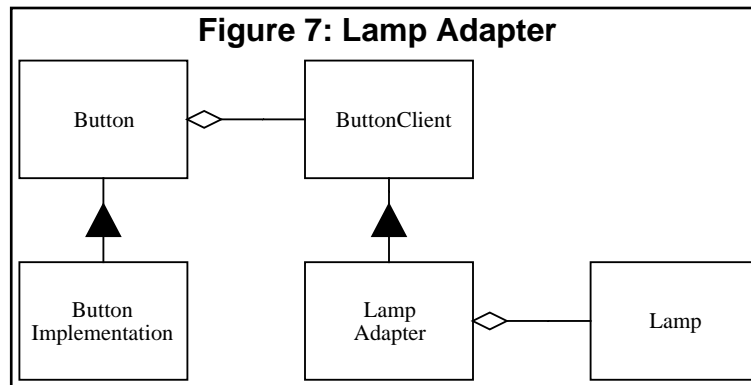 Figure 7: Lamp Adapter
Button
ButtonClient
Button
Implementation
Lamp
Adapter
Lamp